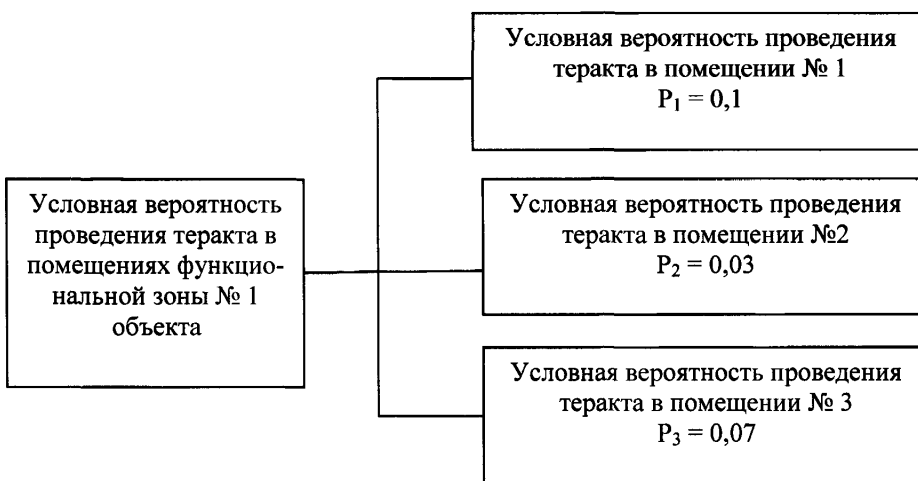 Условная вероятность проведения
теракта в помещении № 1
P₁ = 0,1
Условная вероятность
проведения теракта в
помещениях функцио-
нальной зоны № 1
объекта
Условная вероятность проведения
теракта в помещении №2
P₂ = 0,03
Условная вероятность проведения
теракта в помещении № 3
P₃ = 0,07